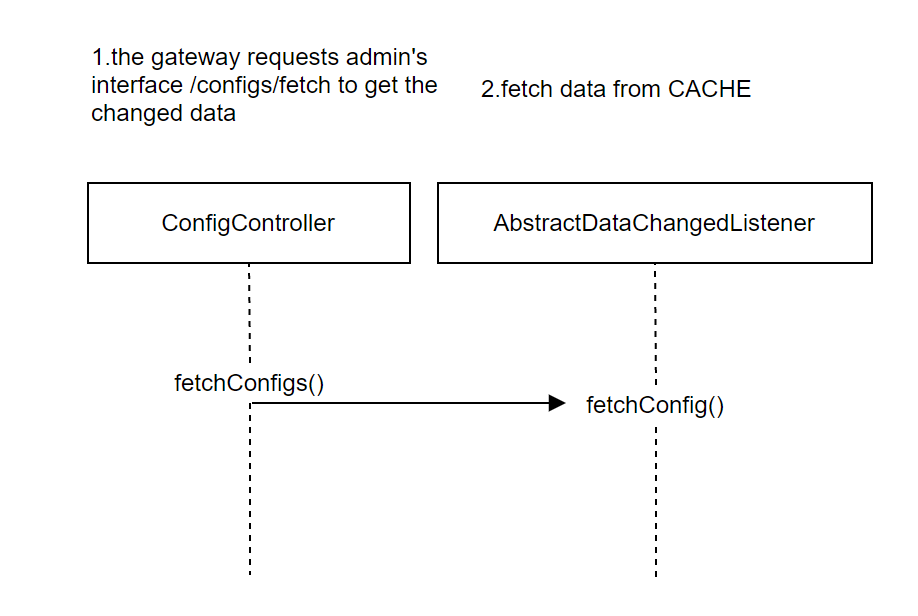 1.the gateway requests admin's
interface /configs/fetch to get the
changed data
2.fetch data from CACHE
ConfigController
AbstractDataChangedListener
fetchConfigs()
fetchConfig()